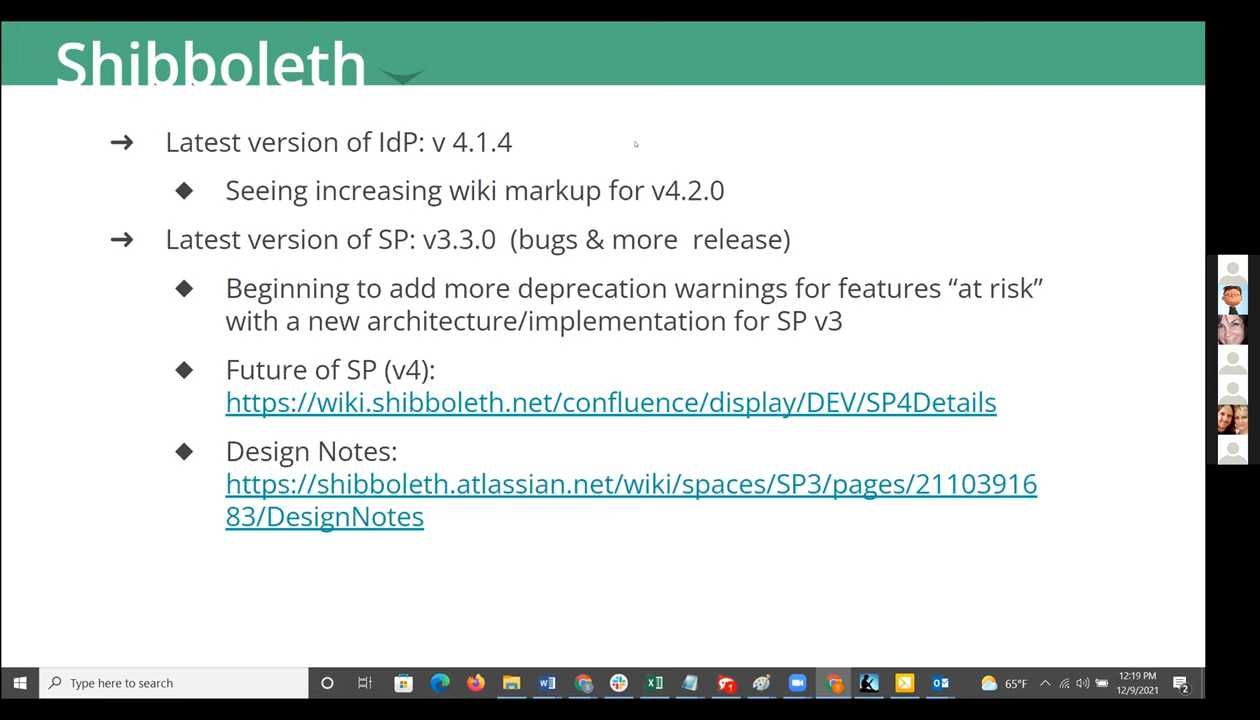 Shibboleth
➔ Latest version of IdP: v 4.1.4
◆ Seeing increasing wiki markup for v4.2.0
➔ Latest version of SP: v3.3.0 (bugs & more release)
◆ Beginning to add more deprecation warnings for features “at risk”
with a new architecture/implementation for SP v3
◆ Future of SP (v4):
https://wiki.shibboleth.net/confluence/display/DEV/SP4Details
◆ Design Notes:
https://shibboleth.atlassian.net/wiki/spaces/SP3/pages/21103916
83/DesignNotes
Type here to search
65°F
12:19 PM
12/9/2021
2